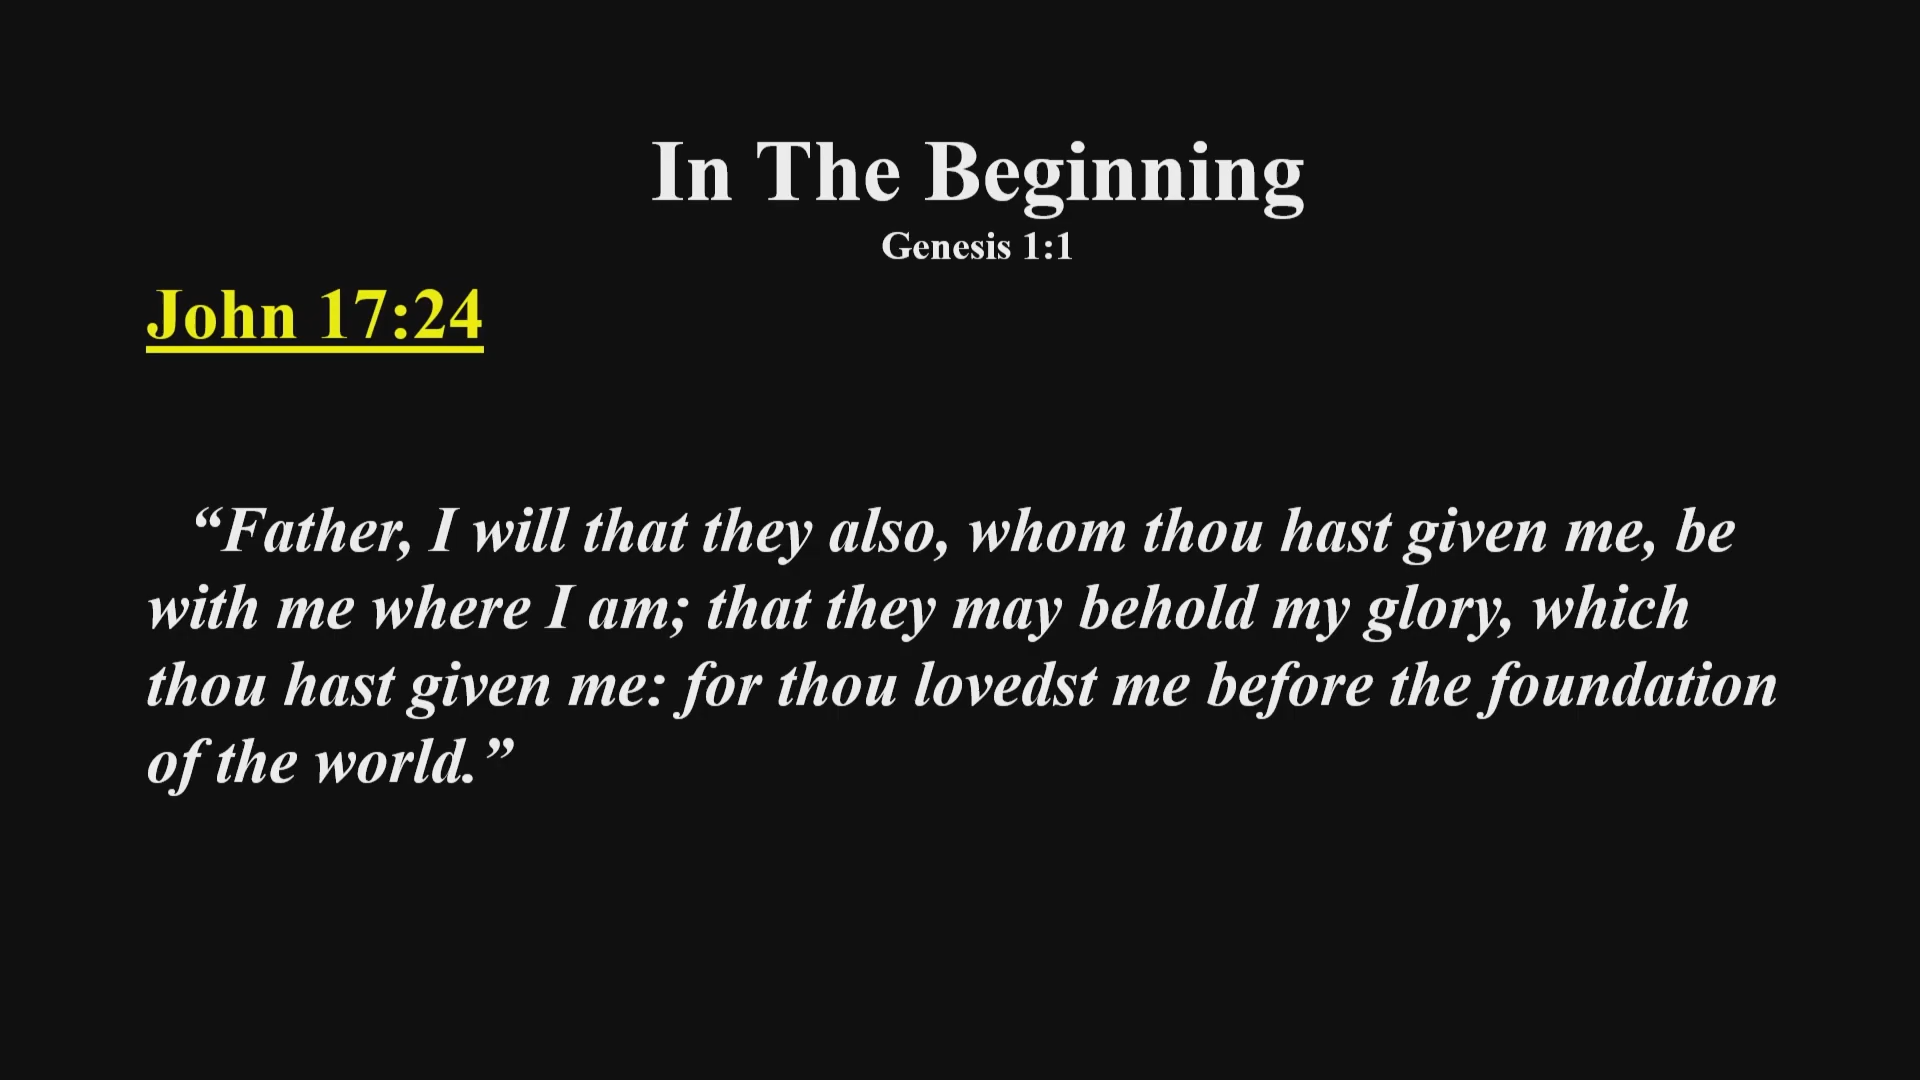 In The Beginning
Genesis 1:1
John 17:24
“Father, I will that they also, whom thou hast given me, be
with me where I am; that they may behold my glory, which
thou hast given me: for thou lovedst me before the foundation
of the world.”